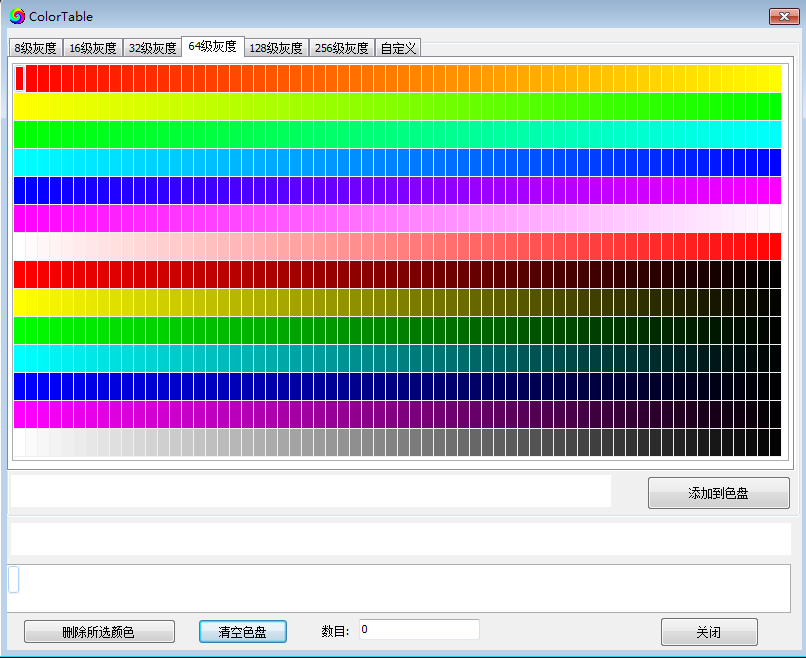 ColorTable
8级灰度 16级灰度 32级灰度 64级灰度 128级灰度 256级灰度 自定义
添加到色盘
删除所选颜色 清空色盘 数目: 0 关闭